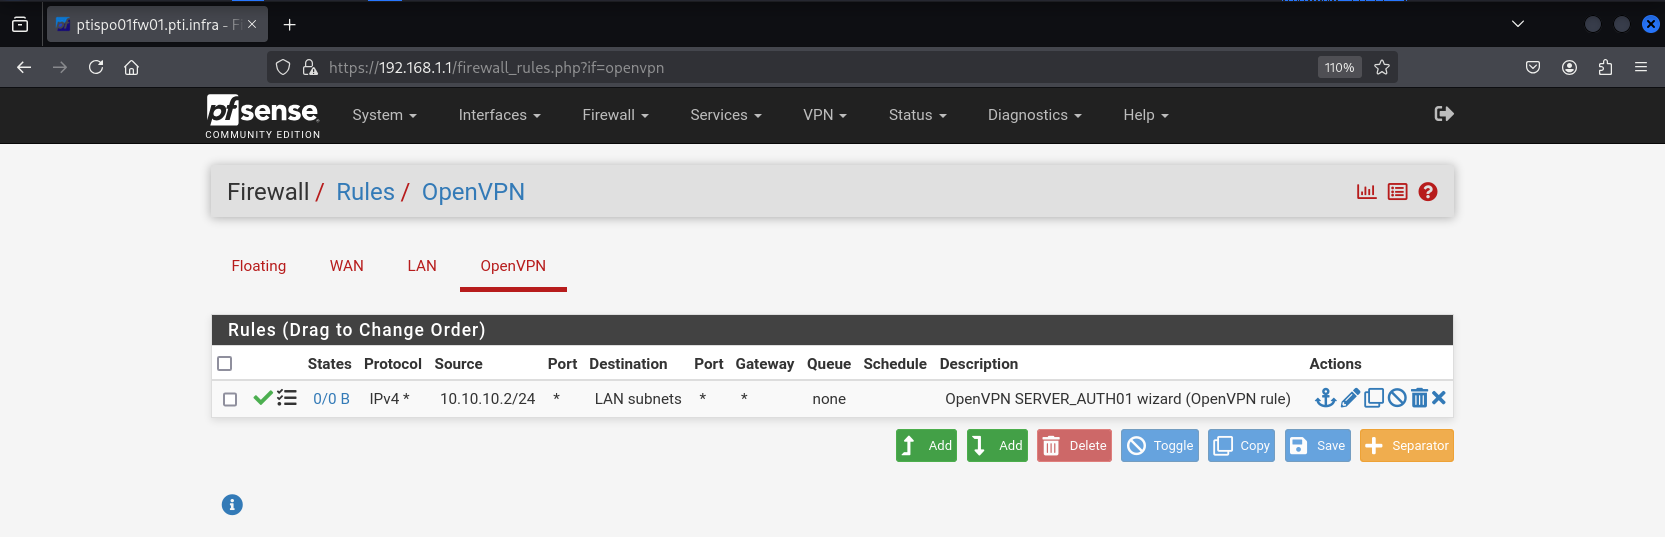 ptispo01fw01.pti.infra - F
https://192.168.1.1/firewall_rules.php?if=openvpn 110%
pfsense
COMMUNITY EDITION
System Interfaces Firewall Services VPN Status Diagnostics Help
Firewall / Rules / OpenVPN
Floating WAN LAN OpenVPN
Rules (Drag to Change Order)
States Protocol Source Port Destination Port Gateway Queue Schedule Description Actions
0/0 B IPv4 * 10.10.10.2/24 * LAN subnets * * none OpenVPN SERVER_AUTH01 wizard (OpenVPN rule)
Add Add Delete Toggle Copy Save Separator